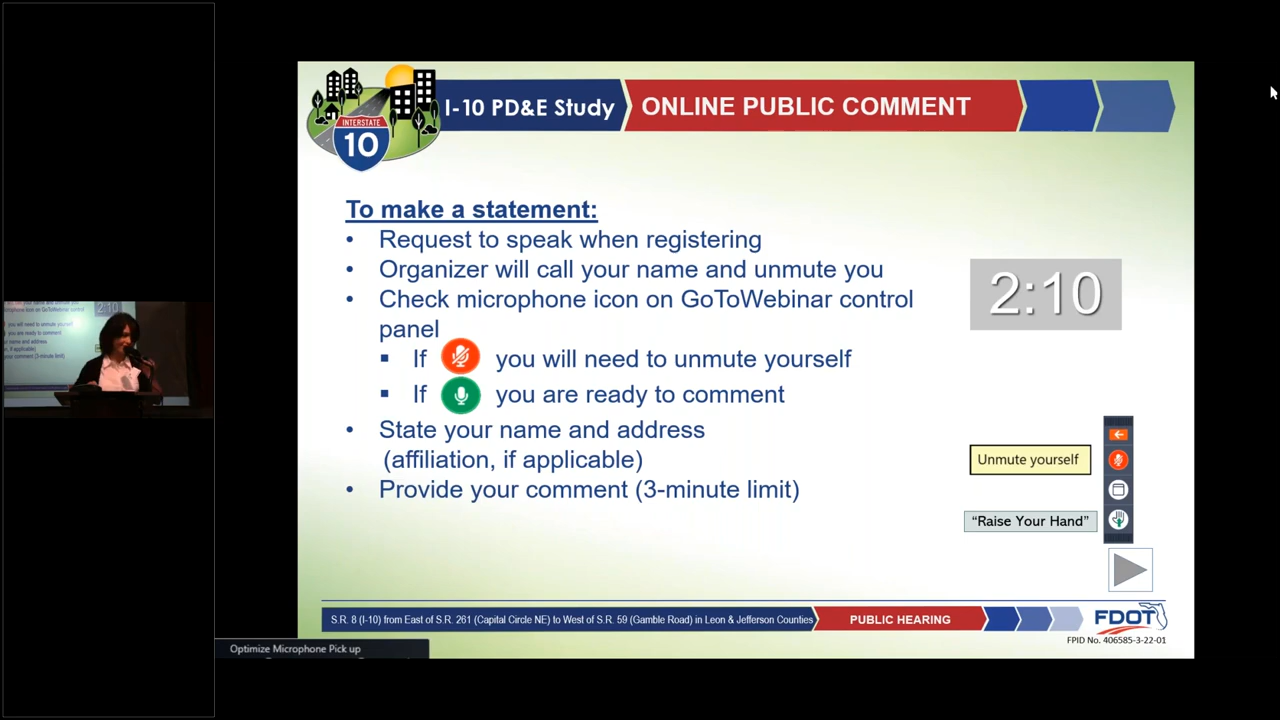 I-10 PD&E Study
ONLINE PUBLIC COMMENT
INTERSTATE
10
To make a statement:
• Request to speak when registering
• Organizer will call your name and unmute you
• Check microphone icon on GoToWebinar control
panel
▪ If you will need to unmute yourself
▪ If you are ready to comment
• State your name and address
(affiliation, if applicable)
• Provide your comment (3-minute limit)
2:10
Unmute yourself
“Raise Your Hand”
S.R. 8 (I-10) from East of S.R. 261 (Capital Circle NE) to West of S.R. 59 (Gamble Road) in Leon & Jefferson Counties
PUBLIC HEARING
FDOT
FPID No. 406585-3-22-01
Optimize Microphone Pick up